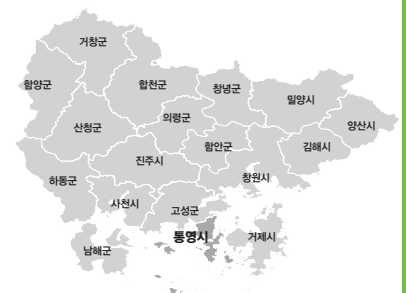 거창군
함양군
합천군
창녕군
밀양시
산청군
의령군
양산시
함안군
김해시
진주시
하동군
창원시
사천시
고성군
통영시
거제시
남해군